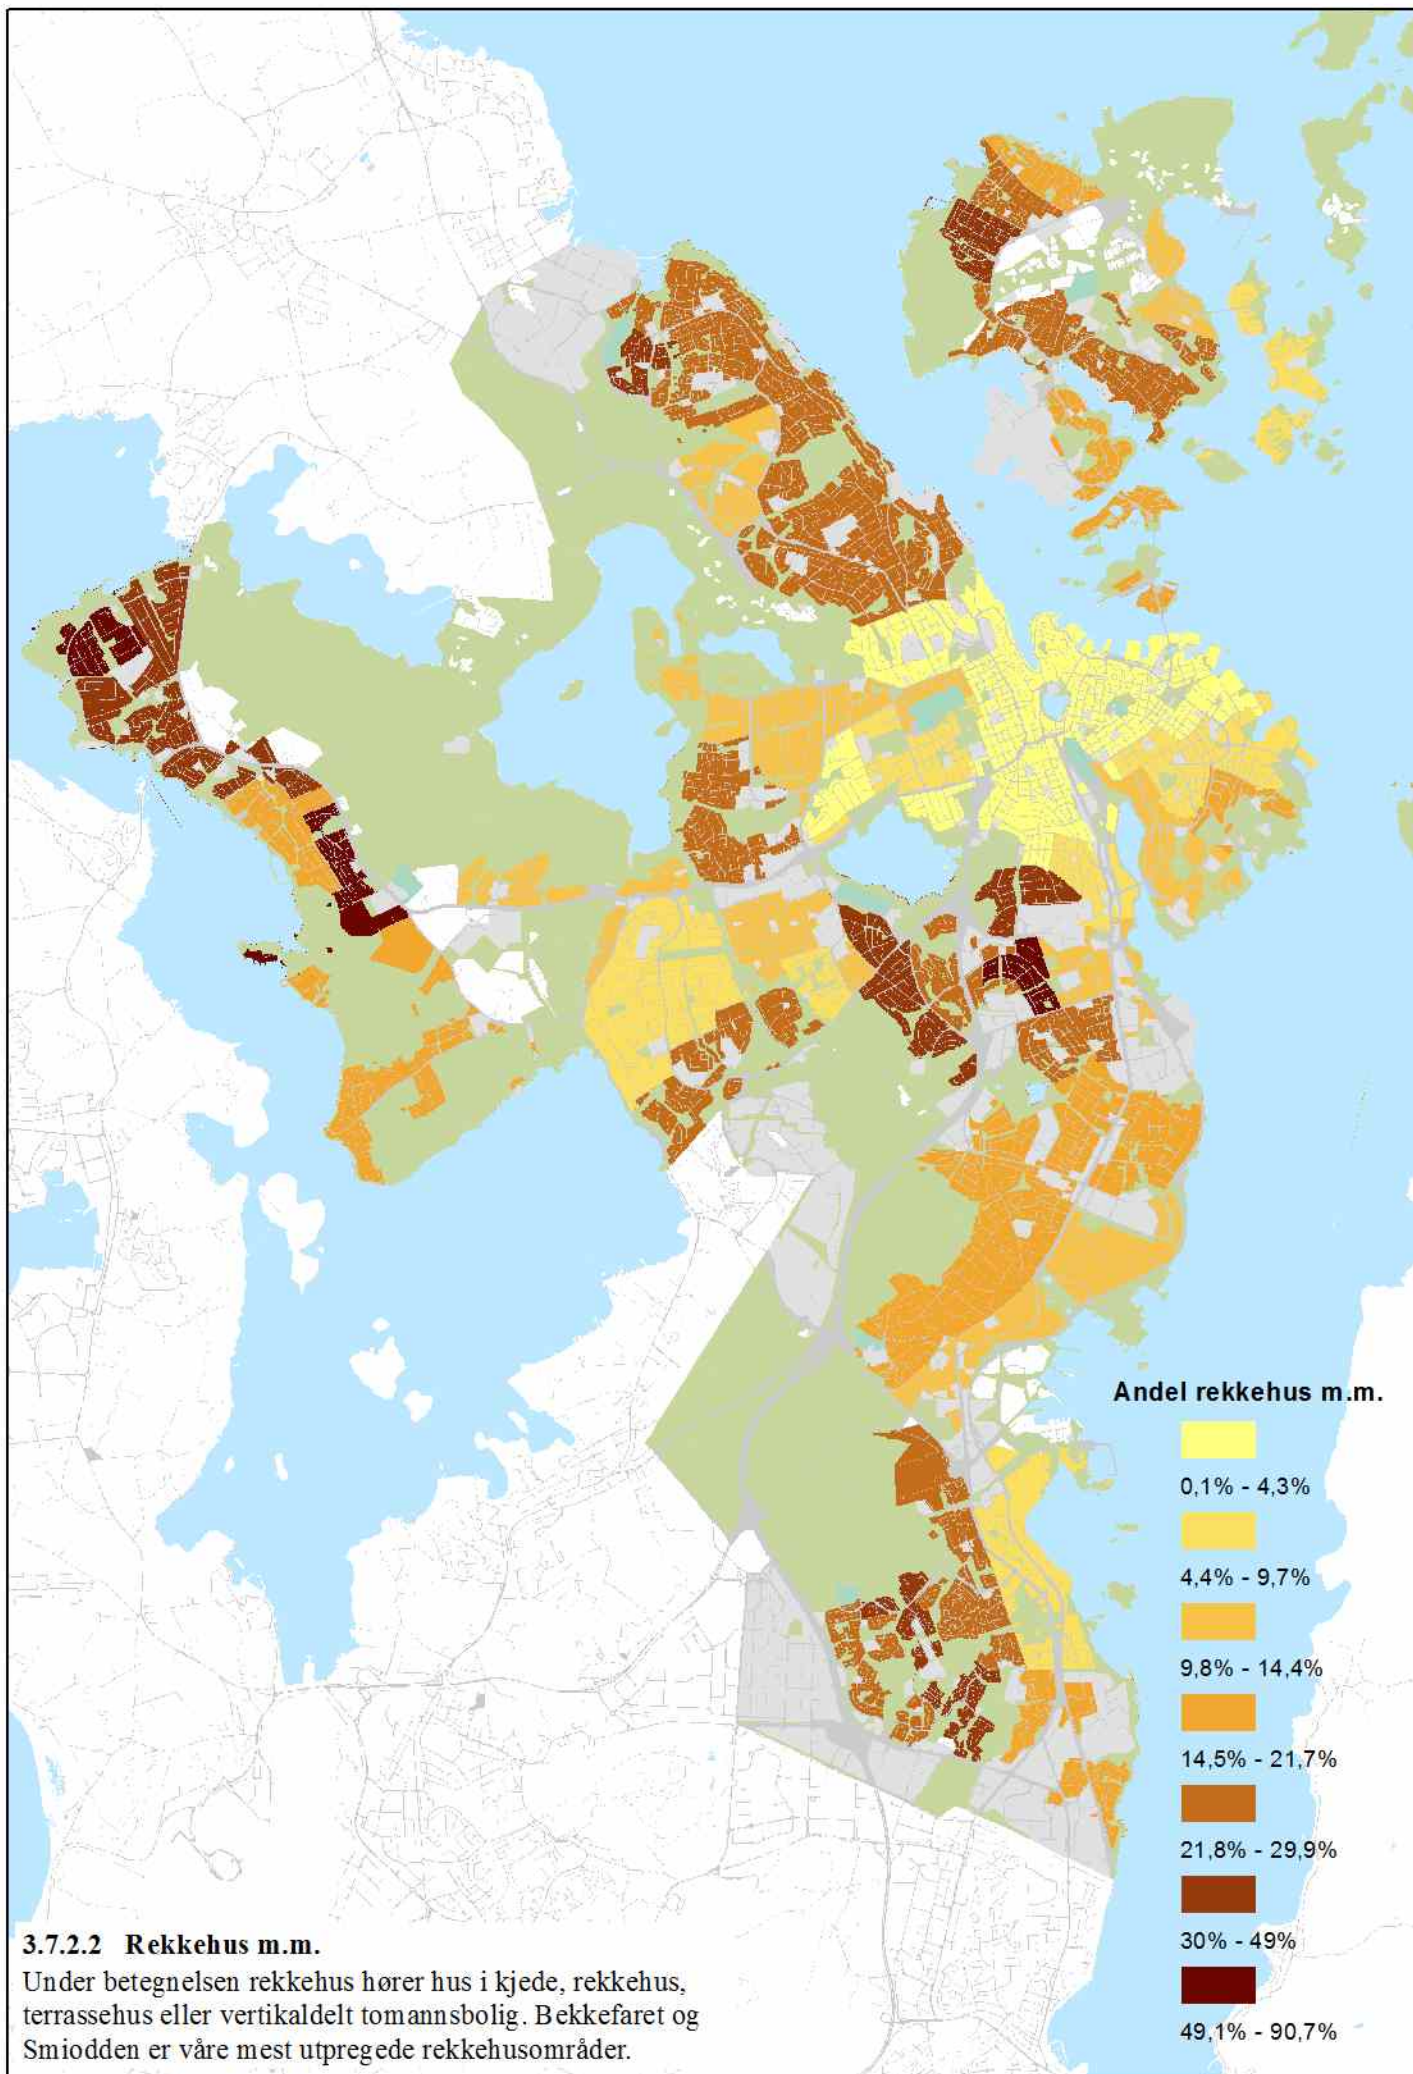 Andel rekkehus m.m.
0,1% - 4,3%
4,4% - 9,7%
9,8% - 14,4%
14,5% - 21,7%
21,8% - 29,9%
30% - 49%
49,1% - 90,7%
3.7.2.2 Rekkehus m.m.
Under betegnelsen rekkehus hører hus i kjede, rekkehus,
terrassehus eller vertikaldelt tomannsbolig. Bekkefaret og
Smiodden er våre mest utpregede rekkehusområder.